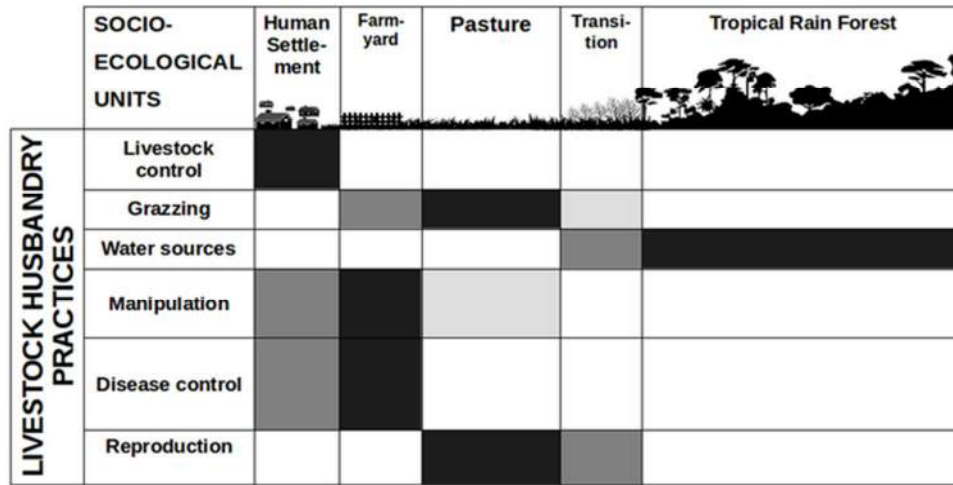 SOCIO-
ECOLOGICAL
UNITS
Human
Settle-
ment
Farm-
yard
Pasture
Transi-
tion
Tropical Rain Forest
LIVESTOCK HUSBANDRY
PRACTICES
Livestock
control
Grazzing
Water sources
Manipulation
Disease control
Reproduction